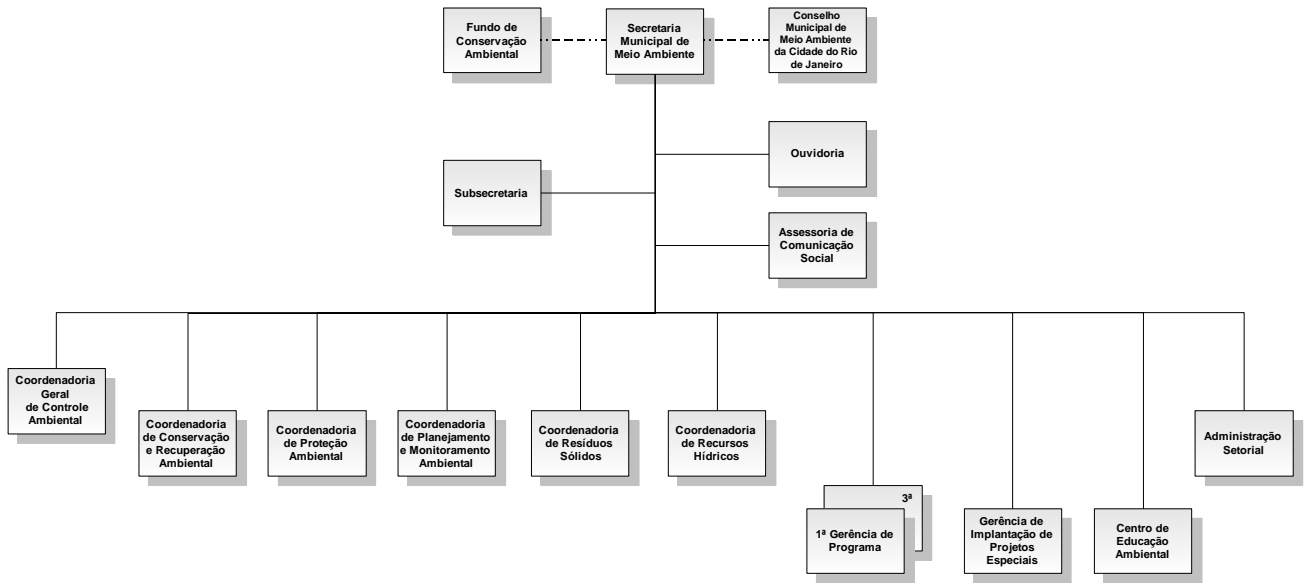 Fundo de
Conservação
Ambiental
Secretaria
Municipal de
Meio Ambiente
Conselho
Municipal de
Meio Ambiente
da Cidade do Rio
de Janeiro
Ouvidoria
Subsecretaria
Assessoria de
Comunicação
Social
Coordenadoria
Geral
de Controle
Ambiental
Coordenadoria
de Conservação
e Recuperação
Ambiental
Coordenadoria
de Proteção
Ambiental
Coordenadoria
de Planejamento
e Monitoramento
Ambiental
Coordenadoria
de Resíduos
Sólidos
Coordenadoria
de Recursos
Hídricos
3ª
1ª Gerência de
Programa
Gerência de
Implantação de
Projetos
Especiais
Centro de
Educação
Ambiental
Administração
Setorial